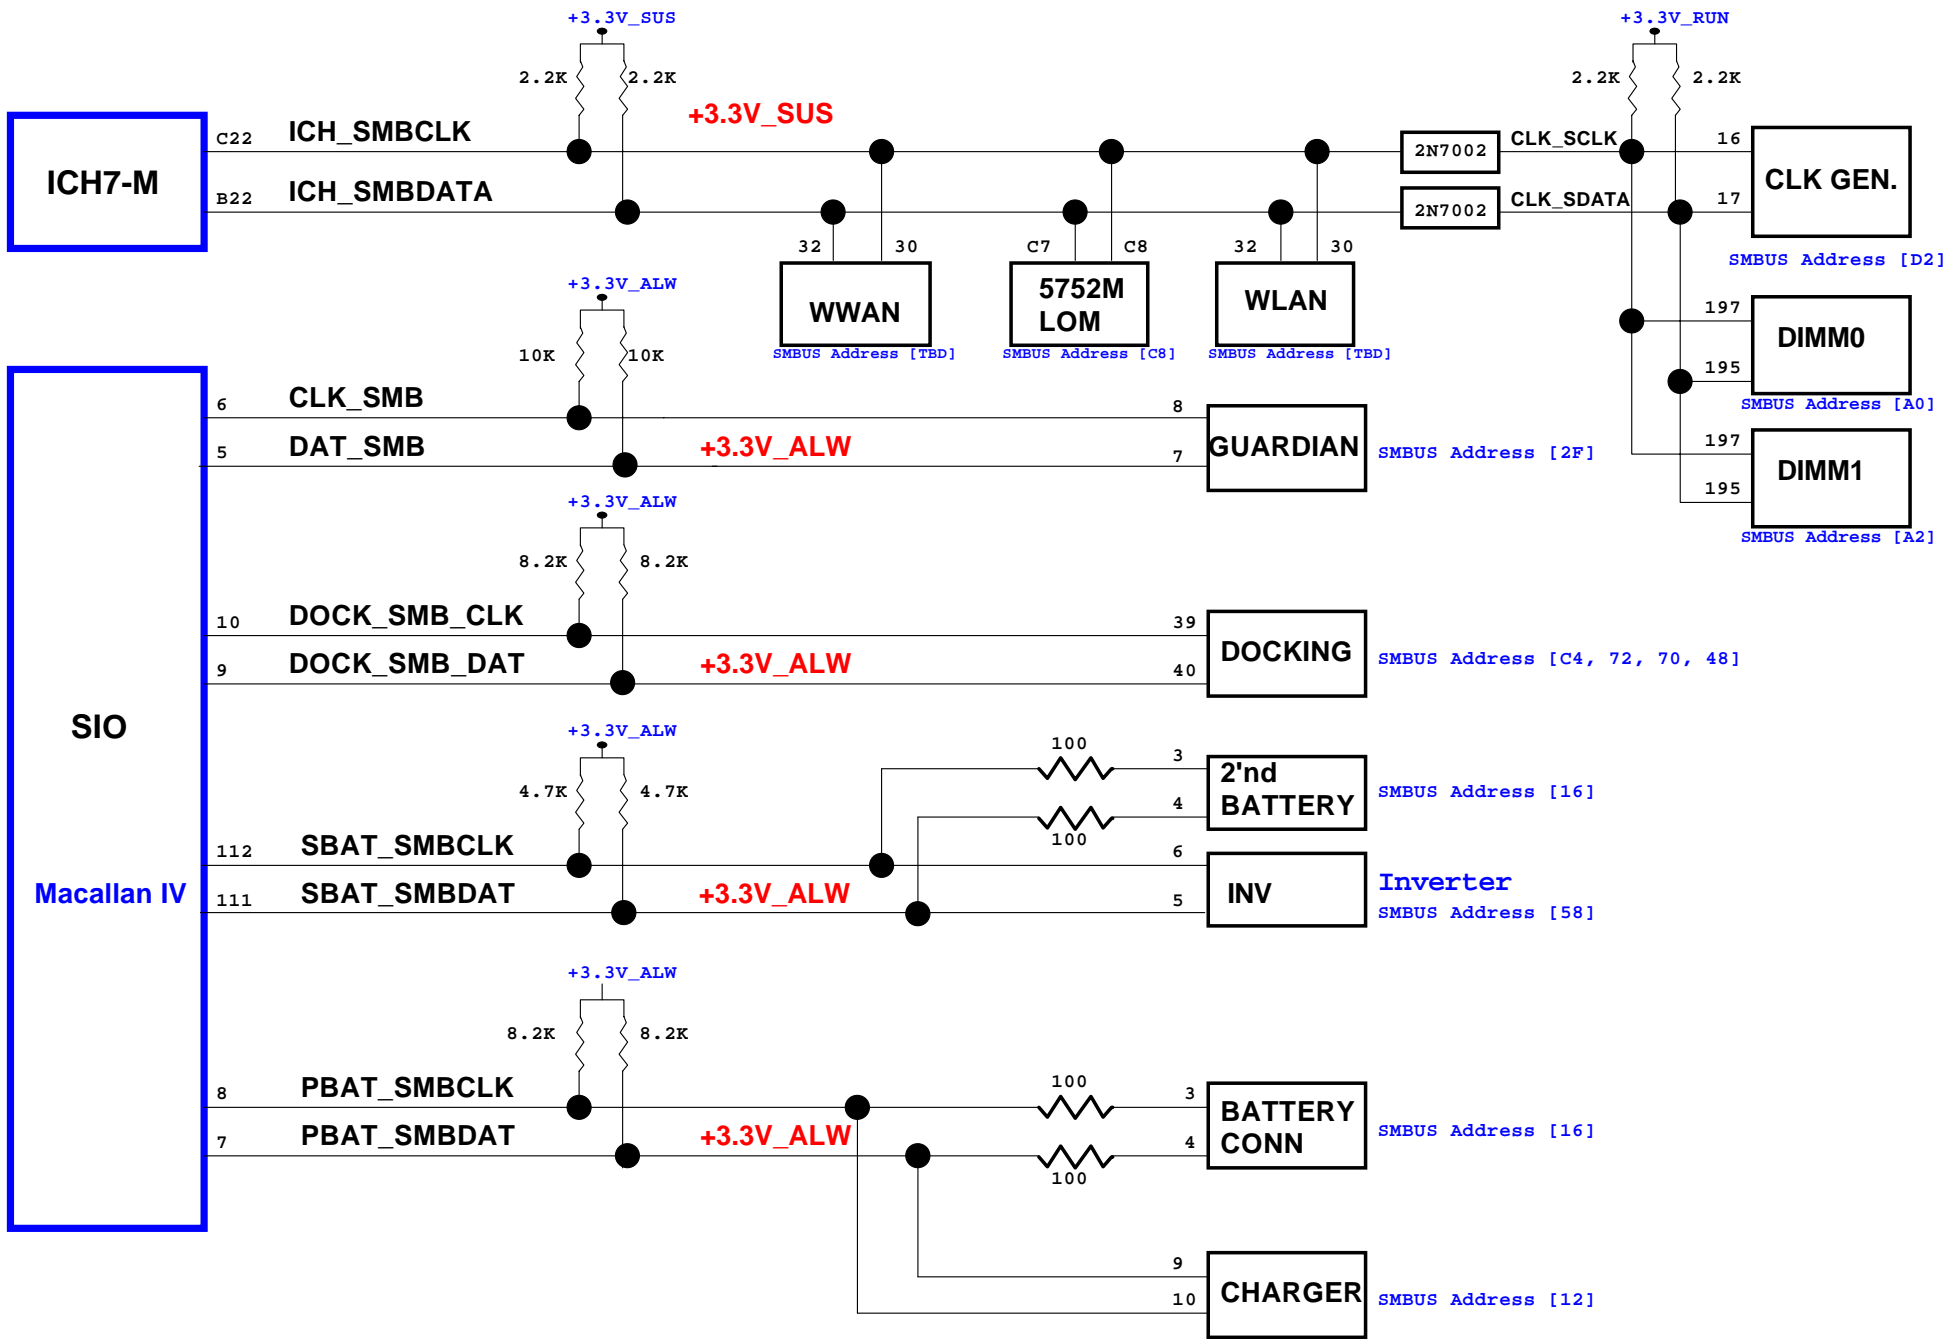 +3.3V_SUS
+3.3V_RUN
2.2K
2.2K
2.2K
2.2K
+3.3V_SUS
ICH7-M
C22
ICH_SMBCLK
2N7002
CLK_SCLK
16
CLK GEN.
B22
ICH_SMBDATA
2N7002
CLK_SDATA
17
SMBUS Address [D2]
32
30
C7
C8
32
30
WWAN
5752M
LOM
WLAN
SMBUS Address [TBD]
SMBUS Address [C8]
SMBUS Address [TBD]
197
DIMM0
195
SMBUS Address [A0]
197
DIMM1
195
SMBUS Address [A2]
+3.3V_ALW
10K
10K
6
CLK_SMB
8
5
DAT_SMB
+3.3V_ALW
7
GUARDIAN
SMBUS Address [2F]
+3.3V_ALW
8.2K
8.2K
10
DOCK_SMB_CLK
39
9
DOCK_SMB_DAT
+3.3V_ALW
40
DOCKING
SMBUS Address [C4, 72, 70, 48]
SIO
Macallan IV
+3.3V_ALW
4.7K
4.7K
100
3
2'nd
BATTERY
SMBUS Address [16]
4
100
112
SBAT_SMBCLK
6
111
SBAT_SMBDAT
+3.3V_ALW
5
INV
Inverter
SMBUS Address [58]
+3.3V_ALW
8.2K
8.2K
8
PBAT_SMBCLK
100
3
7
PBAT_SMBDAT
+3.3V_ALW
100
4
BATTERY
CONN
SMBUS Address [16]
9
10
CHARGER
SMBUS Address [12]